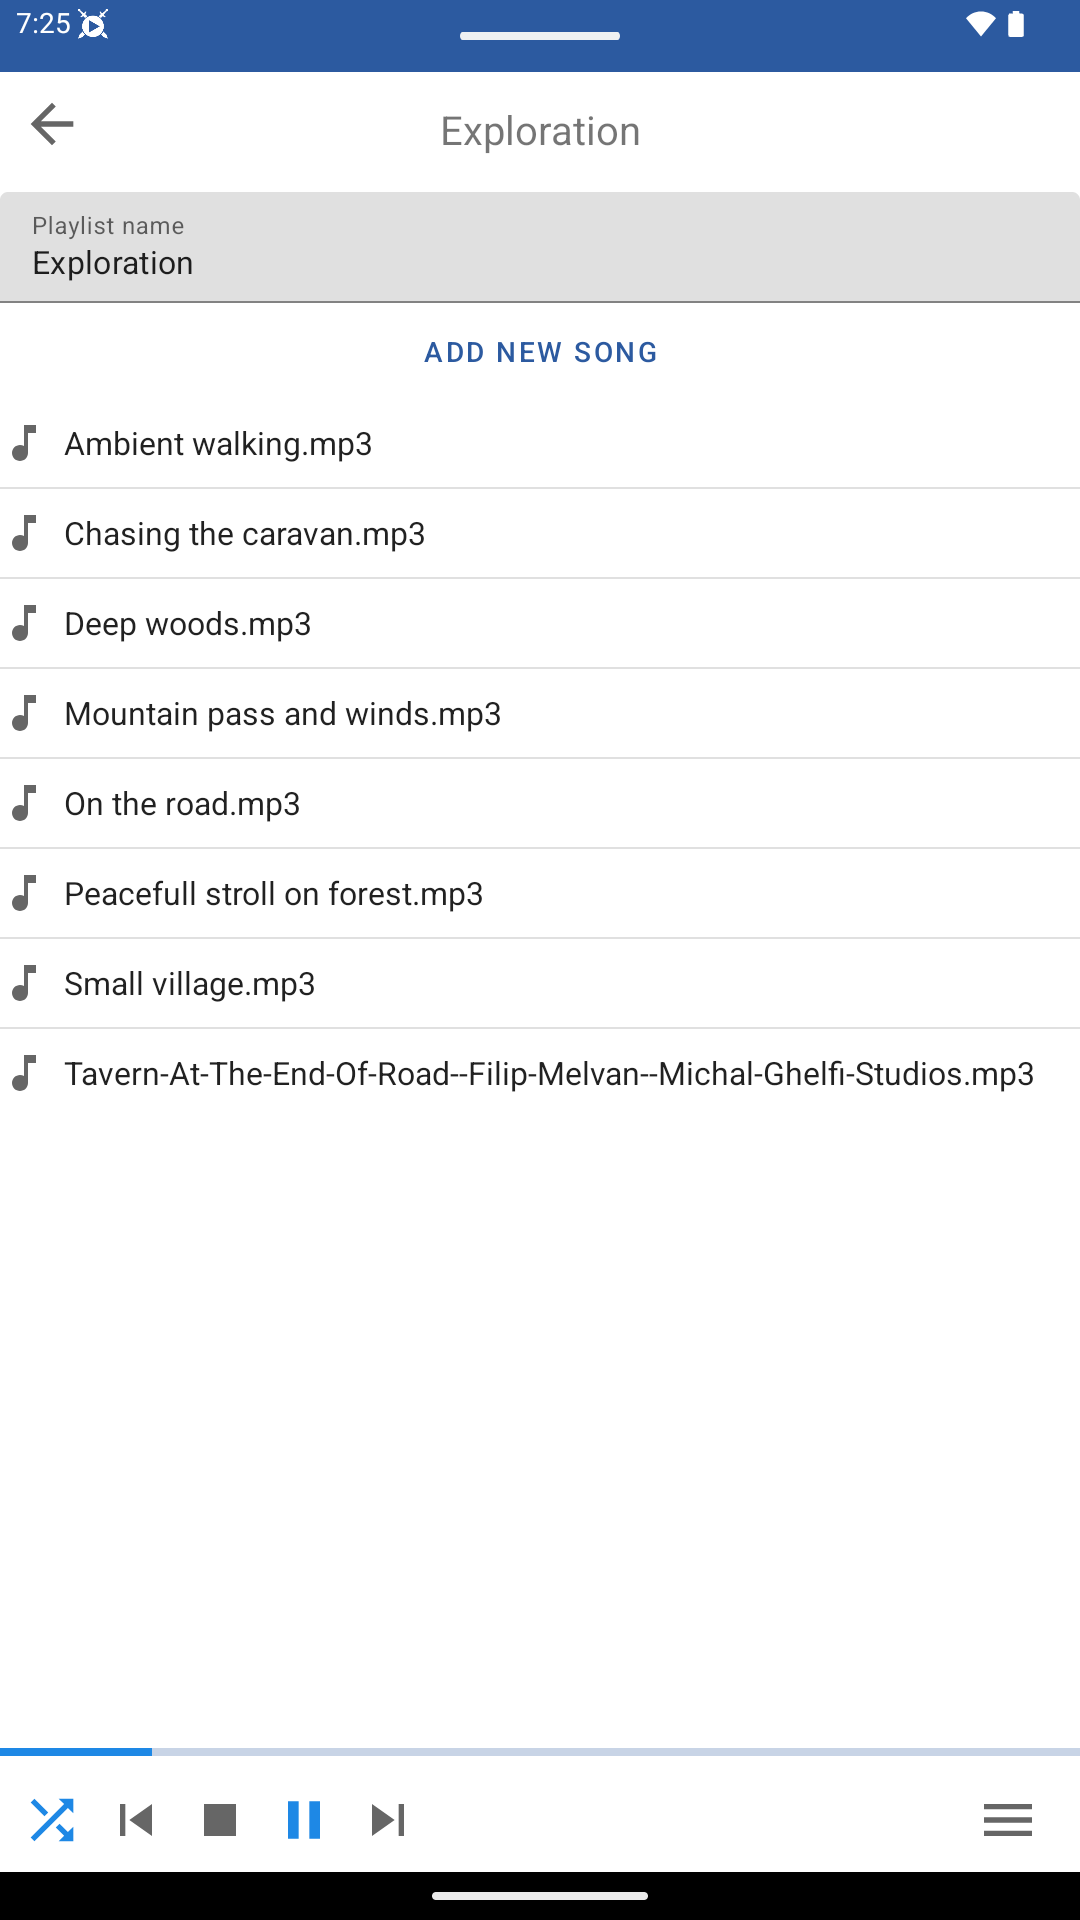 7:25
Exploration
Playlist name
Exploration
ADD NEW SONG
Ambient walking.mp3
Chasing the caravan.mp3
Deep woods.mp3
Mountain pass and winds.mp3
On the road.mp3
Peacefull stroll on forest.mp3
Small village.mp3
Tavern-At-The-End-Of-Road--Filip-Melvan--Michal-Ghelfi-Studios.mp3